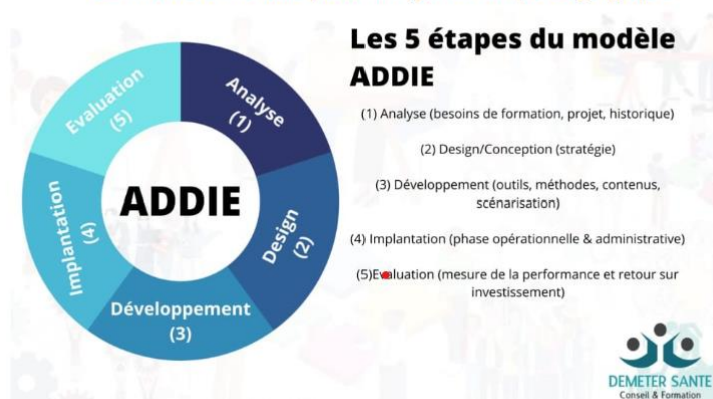 Les 5 étapes du modèle
ADDIE
(1) Analyse (besoins de formation, projet, historique)
(2) Design/Conception (stratégie)
(3) Développement (outils, méthodes, contenus,
scénarisation)
(4) Implantation (phase opérationnelle & administrative)
(5)Evaluation (mesure de la performance et retour sur
investissement)
ADDIE
Analyse
(1)
Design
(2)
Développement
(3)
Implantation
(4)
Evaluation
(5)
DEMETER SANTE
Conseil & Formation